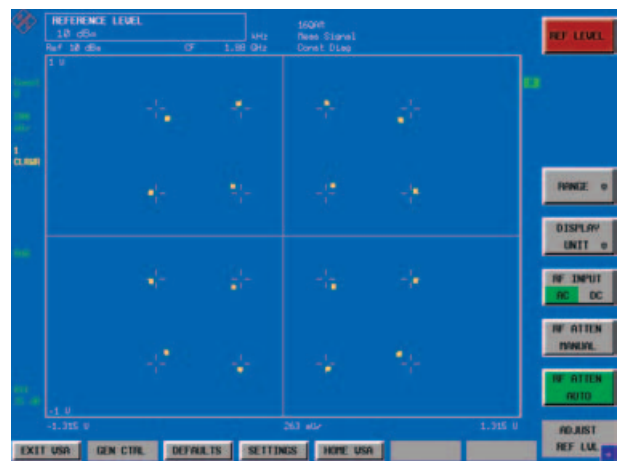 REFERENCE LEVEL
10 dBm
16QAM
kHz
Meas Signal
Ref 10 dBm CF 1.88 GHz Const Diag
REF LEVEL
1 U
1
CLRWR
RANGE
DISPLAY
UNIT
RF INPUT
AC DC
RF ATTEN
MANUAL
RF ATTEN
AUTO
-1 U
-1.315 U 1.315 U
ADJUST
REF LVL
EXIT VSA GEN CTRL DEFAULTS SETTINGS HOME VSA